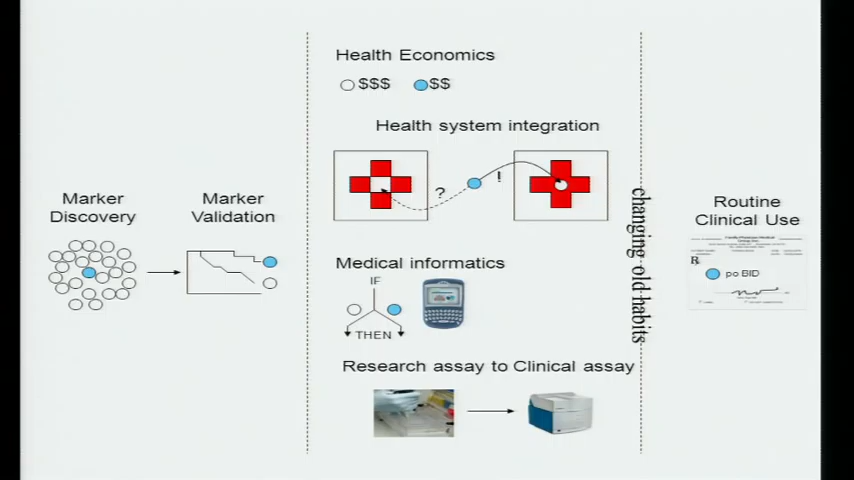 Marker
Discovery
Marker
Validation
Health Economics
$$$ $$
Health system integration
? !
Medical informatics
IF
THEN
Research assay to Clinical assay
changing old habits
Routine
Clinical Use
℞
po BID